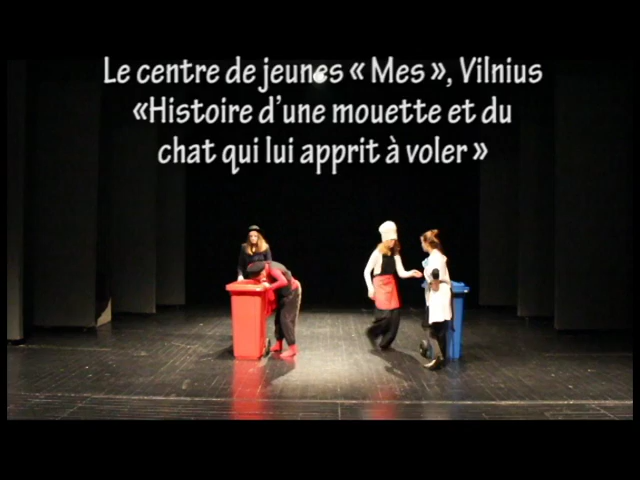 Le centre de jeunes « Mes », Vilnius
«Histoire d'une mouette et du
chat qui lui apprit à voler »